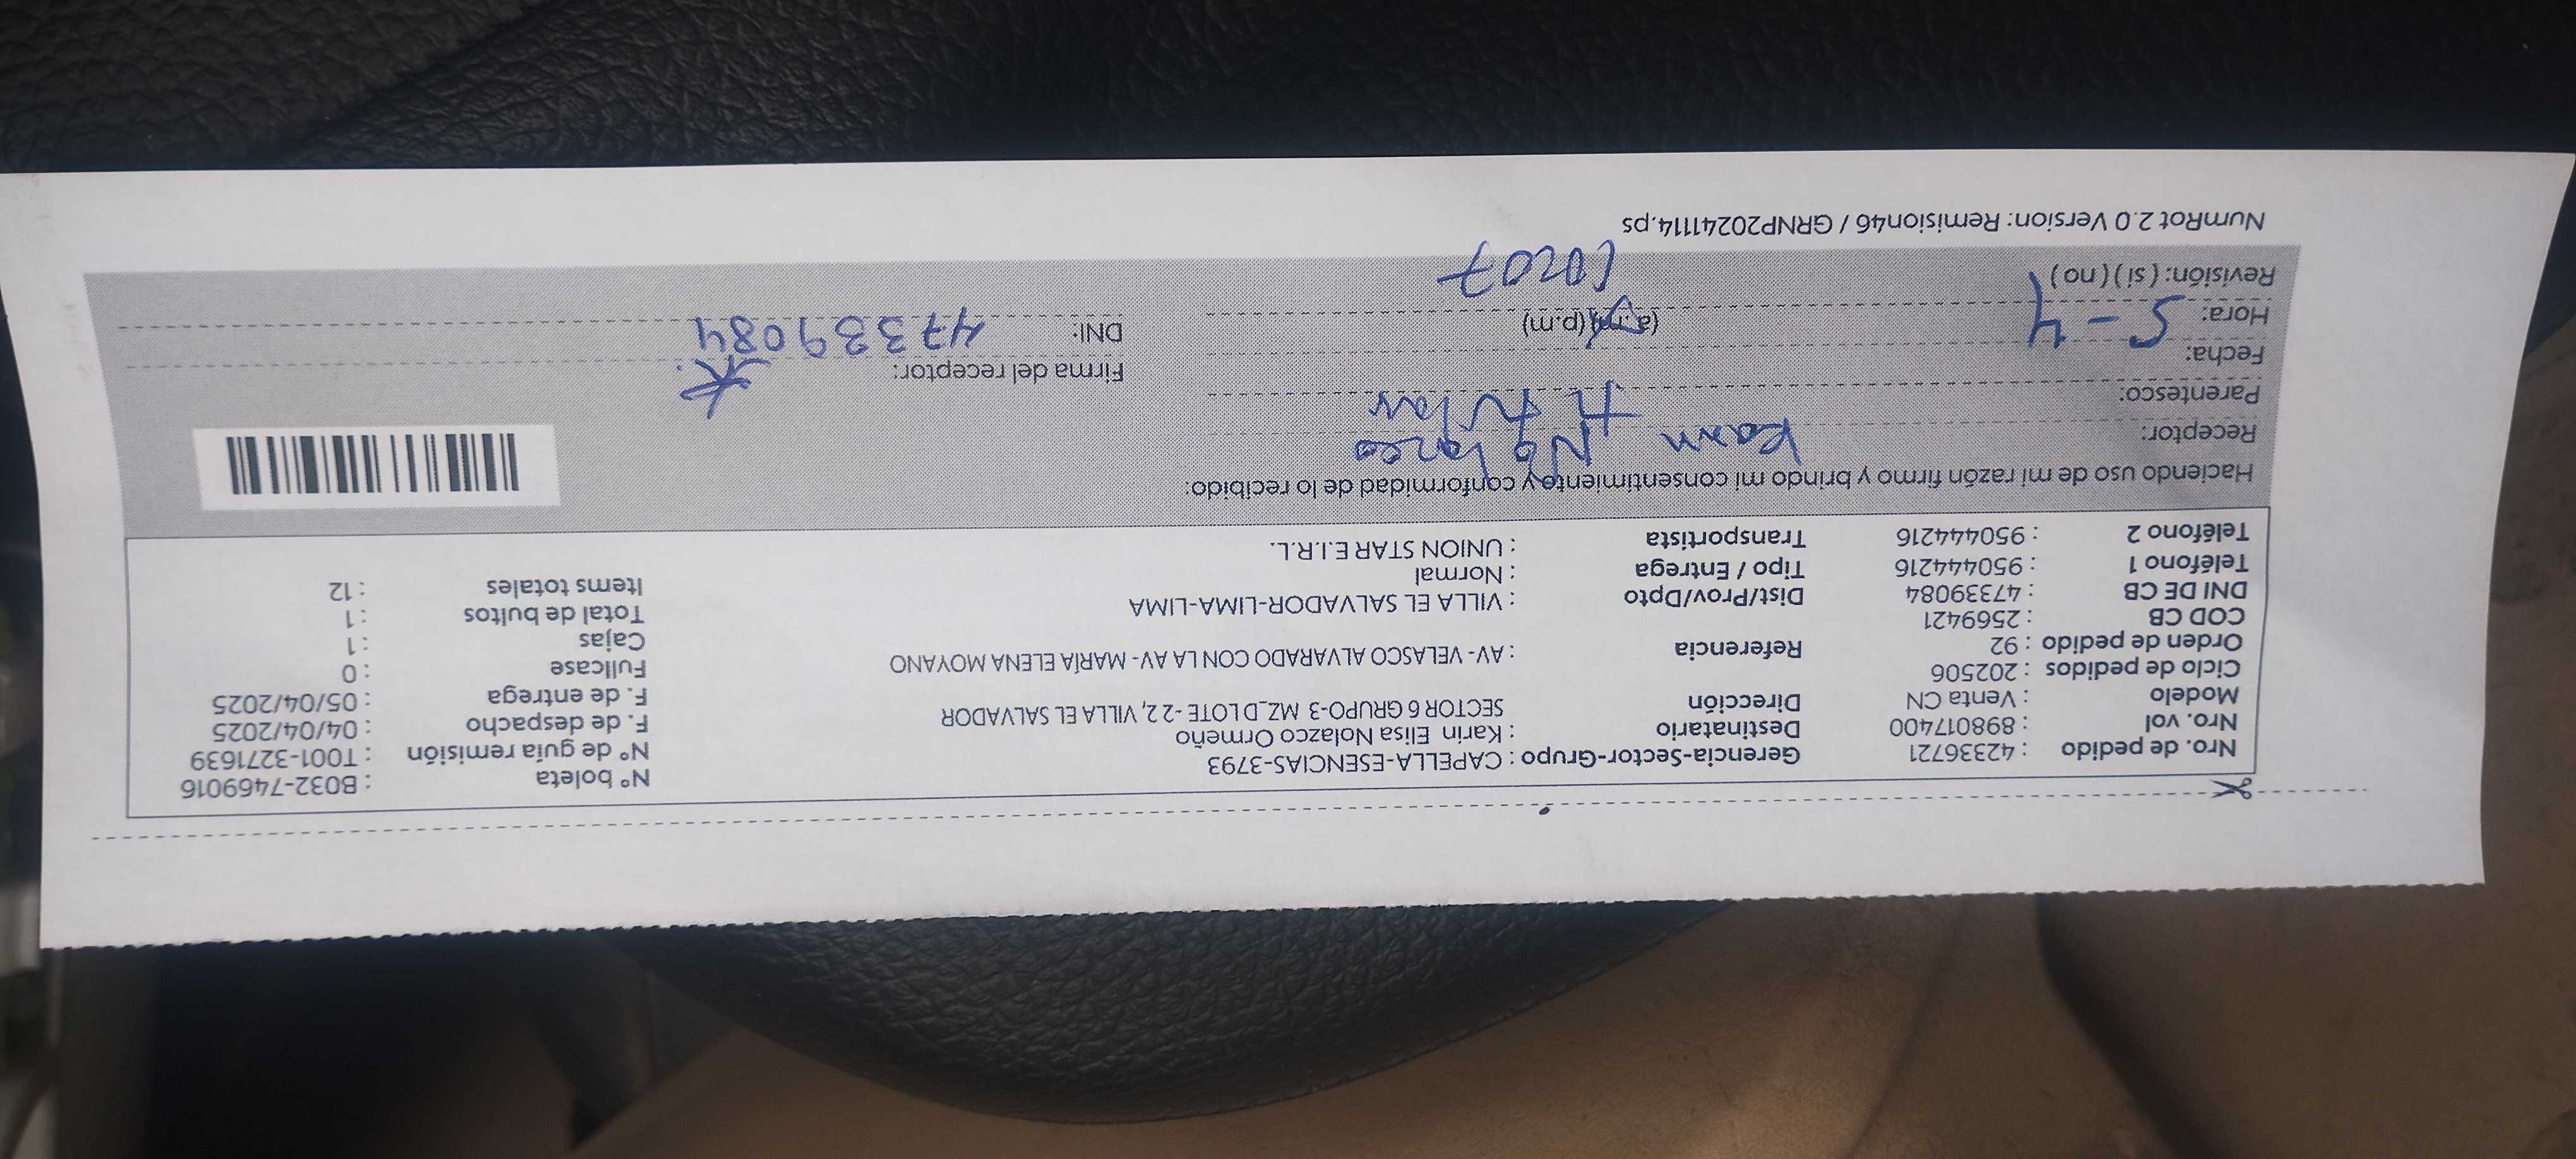 Nro. de pedido : 42336721 Gerencia-Sector-Grupo : CAPELLA-ESENCIAS-3793 N° boleta : B032-7469016
Nro. vol : 898017400 Destinatario : Karin Elisa Nolazco Ormeño N° de guía remisión : T001-3271639
Modelo : Venta CN Dirección SECTOR 6 GRUPO-3 MZ_D LOTE -22, VILLA EL SALVADOR F. de despacho : 04/04/2025
Ciclo de pedidos : 202506 F. de entrega : 05/04/2025
Orden de pedido : 92 Referencia : AV- VELASCO ALVARADO CON LA AV- MARÍA ELENA MOYANO Fullcase : 0
COD CB : 2569421 Cajas : 1
DNI DE CB : 47339084 Dist/Prov/Dpto : VILLA EL SALVADOR-LIMA-LIMA Total de bultos : 1
Teléfono 1 : 950444216 Tipo / Entrega : Normal Items totales : 12
Teléfono 2 : 950444216 Transportista : UNION STAR E.I.R.L.
Haciendo uso de mi razón firmo y brindo mi consentimiento y conformidad de lo recibido:
Receptor: Karin Nolazco
Parentesco: titular
Fecha: 5-4 Firma del receptor:
Hora: (a.m) (p.m) DNI: 47339084
Revisión: (si) (no)
NumRot 2.0 Version: Remision46 / GRNP20241114.ps